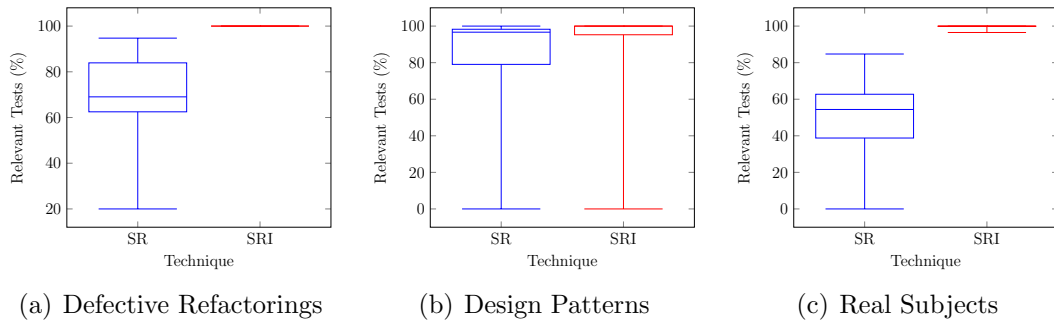 Relevant Tests (%)
100
80
60
40
20
SR
SRI
Technique
(a) Defective Refactorings
Relevant Tests (%)
100
80
60
40
20
0
SR
SRI
Technique
(b) Design Patterns
Relevant Tests (%)
100
80
60
40
20
0
SR
SRI
Technique
(c) Real Subjects